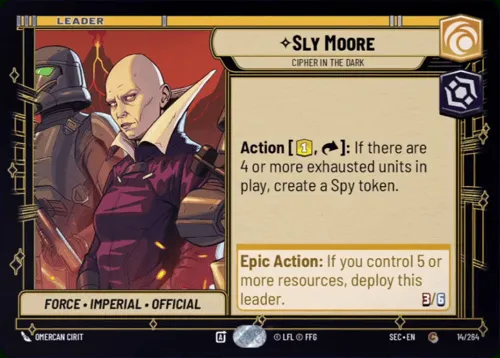 LEADER
✧SLY MOORE
CIPHER IN THE DARK
Action [1, ]: If there are
4 or more exhausted units in
play, create a Spy token.
Epic Action: If you control 5 or
more resources, deploy this
leader.
3/6
FORCE • IMPERIAL • OFFICIAL
OMERCAN CIRIT
A
© LFL © FFG
SEC • EN
C
14/264